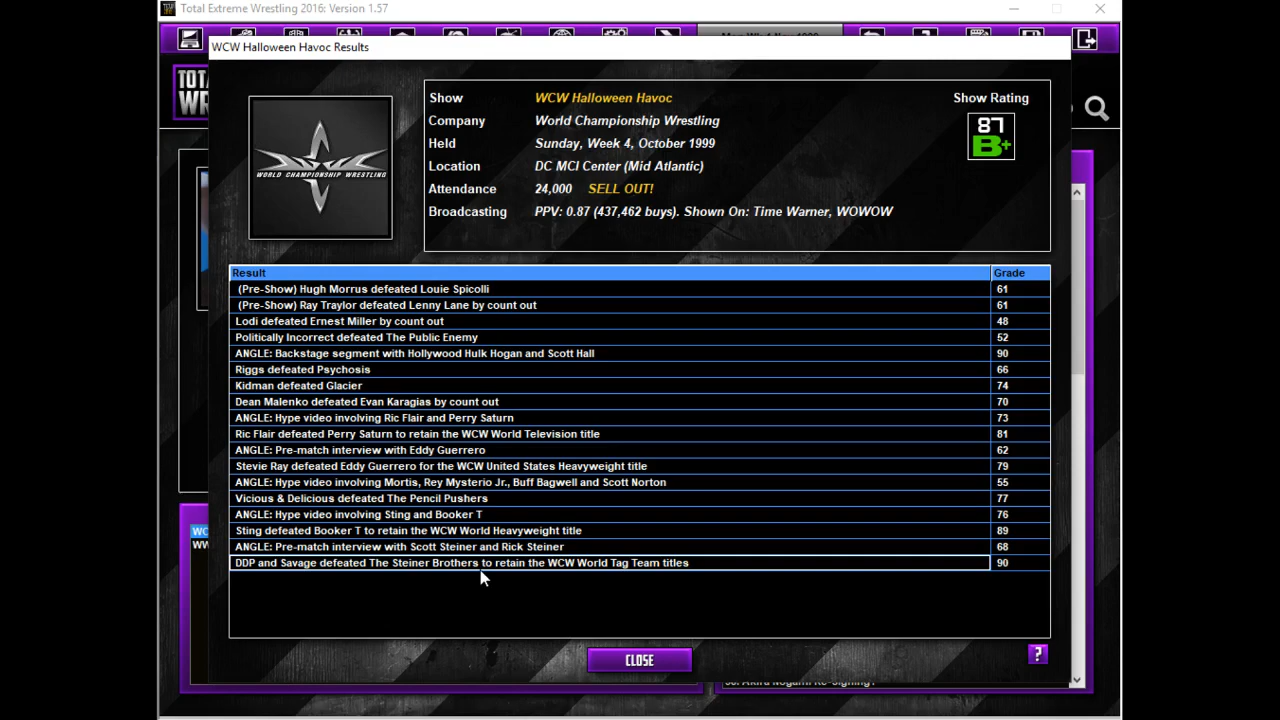 Total Extreme Wrestling 2016: Version 1.57
WCW Halloween Havoc Results
WORLD CHAMPIONSHIP WRESTLING
Show WCW Halloween Havoc
Company World Championship Wrestling
Held Sunday, Week 4, October 1999
Location DC MCI Center (Mid Atlantic)
Attendance 24,000 SELL OUT!
Broadcasting PPV: 0.87 (437,462 buys). Shown On: Time Warner, WOWOW
Show Rating
87
B+
Result Grade
(Pre-Show) Hugh Morrus defeated Louie Spicolli 61
(Pre-Show) Ray Traylor defeated Lenny Lane by count out 61
Lodi defeated Ernest Miller by count out 48
Politically Incorrect defeated The Public Enemy 52
ANGLE: Backstage segment with Hollywood Hulk Hogan and Scott Hall 90
Riggs defeated Psychosis 66
Kidman defeated Glacier 74
Dean Malenko defeated Evan Karagias by count out 70
ANGLE: Hype video involving Ric Flair and Perry Saturn 73
Ric Flair defeated Perry Saturn to retain the WCW World Television title 81
ANGLE: Pre-match interview with Eddy Guerrero 62
Stevie Ray defeated Eddy Guerrero for the WCW United States Heavyweight title 79
ANGLE: Hype video involving Mortis, Rey Mysterio Jr., Buff Bagwell and Scott Norton 55
Vicious & Delicious defeated The Pencil Pushers 77
ANGLE: Hype video involving Sting and Booker T 76
Sting defeated Booker T to retain the WCW World Heavyweight title 89
ANGLE: Pre-match interview with Scott Steiner and Rick Steiner 68
DDP and Savage defeated The Steiner Brothers to retain the WCW World Tag Team titles 90
CLOSE
?